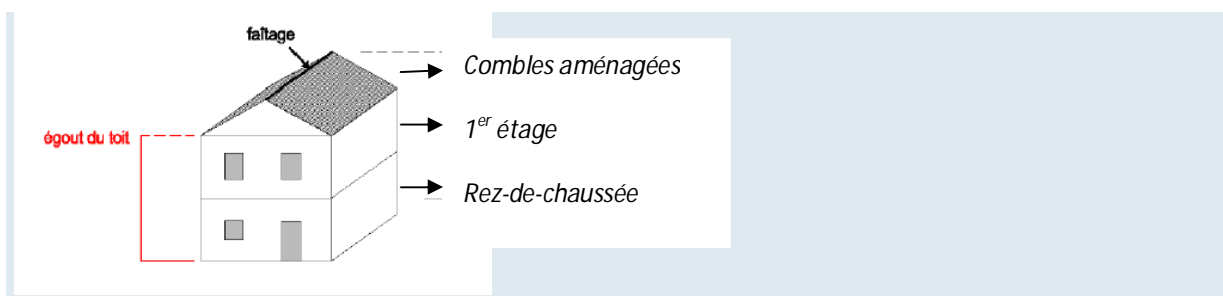 faîtage
Combles aménagées
1er étage
égout du toit
Rez-de-chaussée